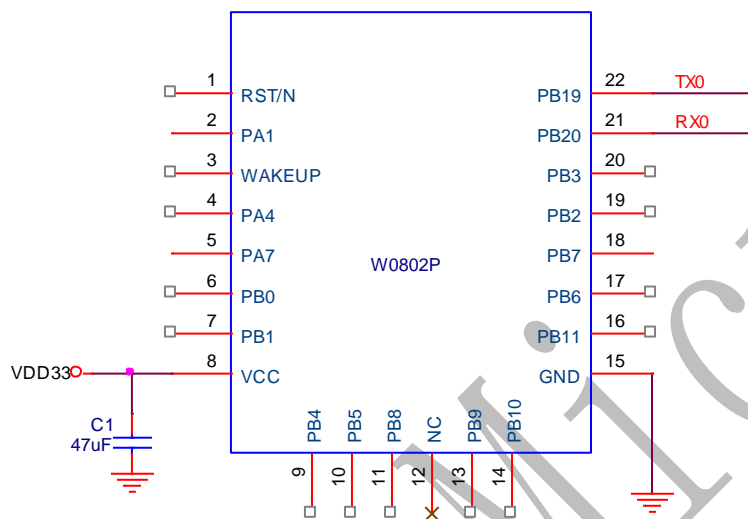 1 RST/N
2 PA1
3 WAKEUP
4 PA4
5 PA7
6 PB0
7 PB1
VDD33 8 VCC
C1
47uF
W0802P
PB19 22 TX0
PB20 21 RX0
PB3 20
PB2 19
PB7 18
PB6 17
PB11 16
GND 15
PB4 PB5 PB8 NC PB9 PB10
9 10 11 12 13 14
Mic